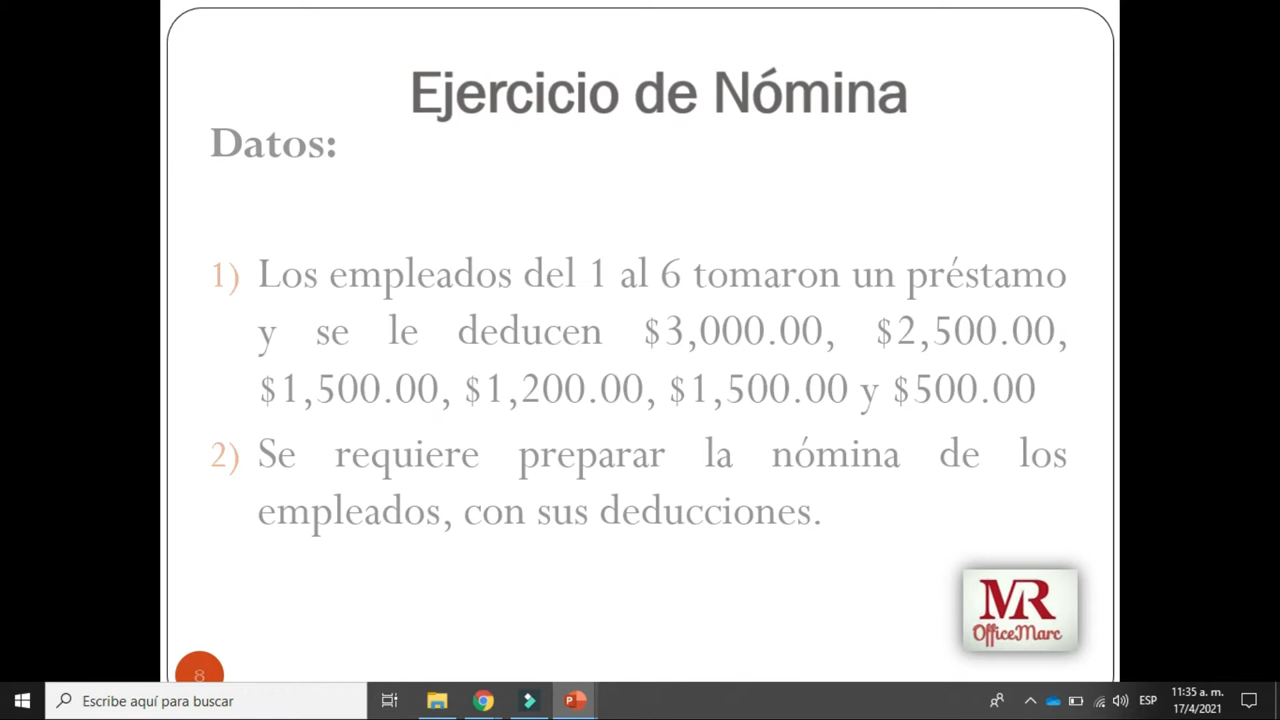 Ejercicio de Nómina
Datos:
1) Los empleados del 1 al 6 tomaron un préstamo
y se le deducen $3,000.00, $2,500.00,
$1,500.00, $1,200.00, $1,500.00 y $500.00
2) Se requiere preparar la nómina de los
empleados, con sus deducciones.
MR
OfficeMarc
8
Escribe aquí para buscar
ESP
11:35 a. m.
17/4/2021